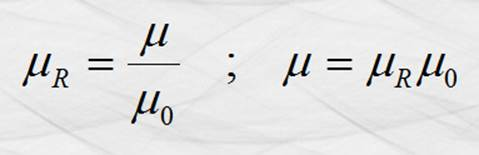 μ_R = μ / μ_0 ; μ = μ_R μ_0